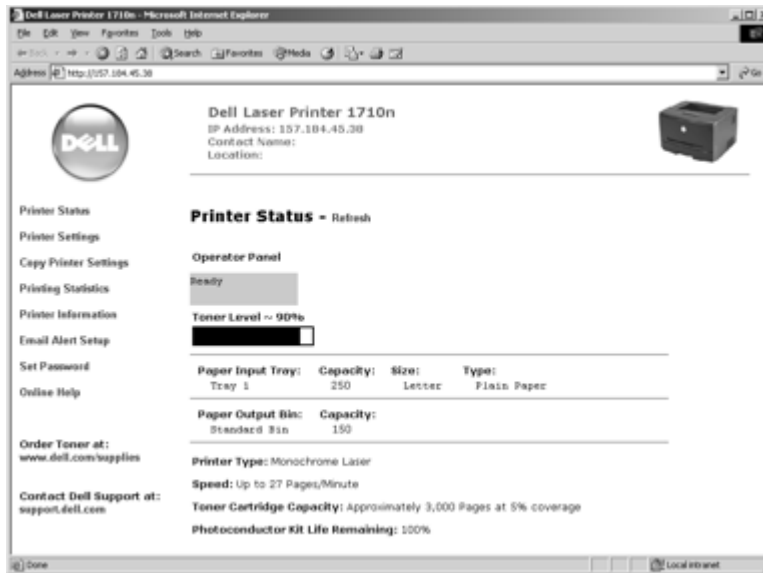 Dell Laser Printer 1710n - Microsoft Internet Explorer
File Edit View Favorites Tools Help
Back Search Favorites Media
Address http://157.184.45.38 Go
DELL
Dell Laser Printer 1710n
IP Address: 157.184.45.38
Contact Name:
Location:
Printer Status
Printer Settings
Copy Printer Settings
Printing Statistics
Printer Information
Email Alert Setup
Set Password
Online Help
Order Toner at:
www.dell.com/supplies
Contact Dell Support at:
support.dell.com
Printer Status - Refresh
Operator Panel
Ready
Toner Level ~ 90%
Paper Input Tray: Capacity: Size: Type:
Tray 1 250 Letter Plain Paper
Paper Output Bin: Capacity:
Standard Bin 150
Printer Type: Monochrome Laser
Speed: Up to 27 Pages/Minute
Toner Cartridge Capacity: Approximately 3,000 Pages at 5% coverage
Photoconductor Kit Life Remaining: 100%
Done Local intranet